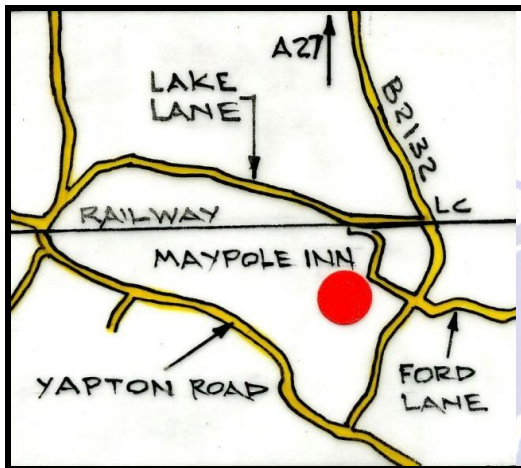 A27
LAKE
LANE
B2132
LC
RAILWAY
MAYPOLE INN
YAPTON ROAD
FORD
LANE